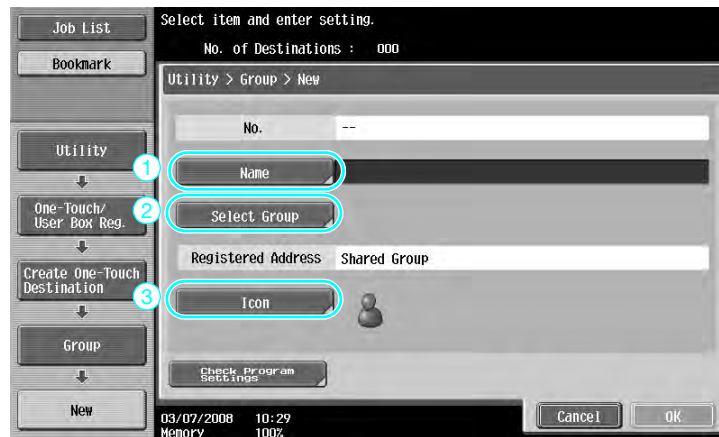 Job List
Bookmark
Select item and enter setting.
No. of Destinations : 000
Utility > Group > New
No. --
1 Name
2 Select Group
Registered Address Shared Group
3 Icon
Check Program
Settings
Utility
One-Touch/
User Box Reg.
Create One-Touch
Destination
Group
New
03/07/2008 10:29
Memory 100%
Cancel OK